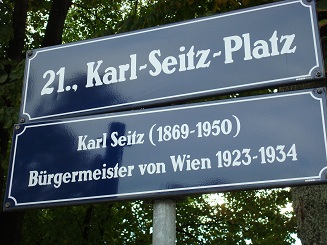 21., Karl-Seitz-Platz
Karl Seitz (1869-1950)
Bürgermeister von Wien 1923-1934